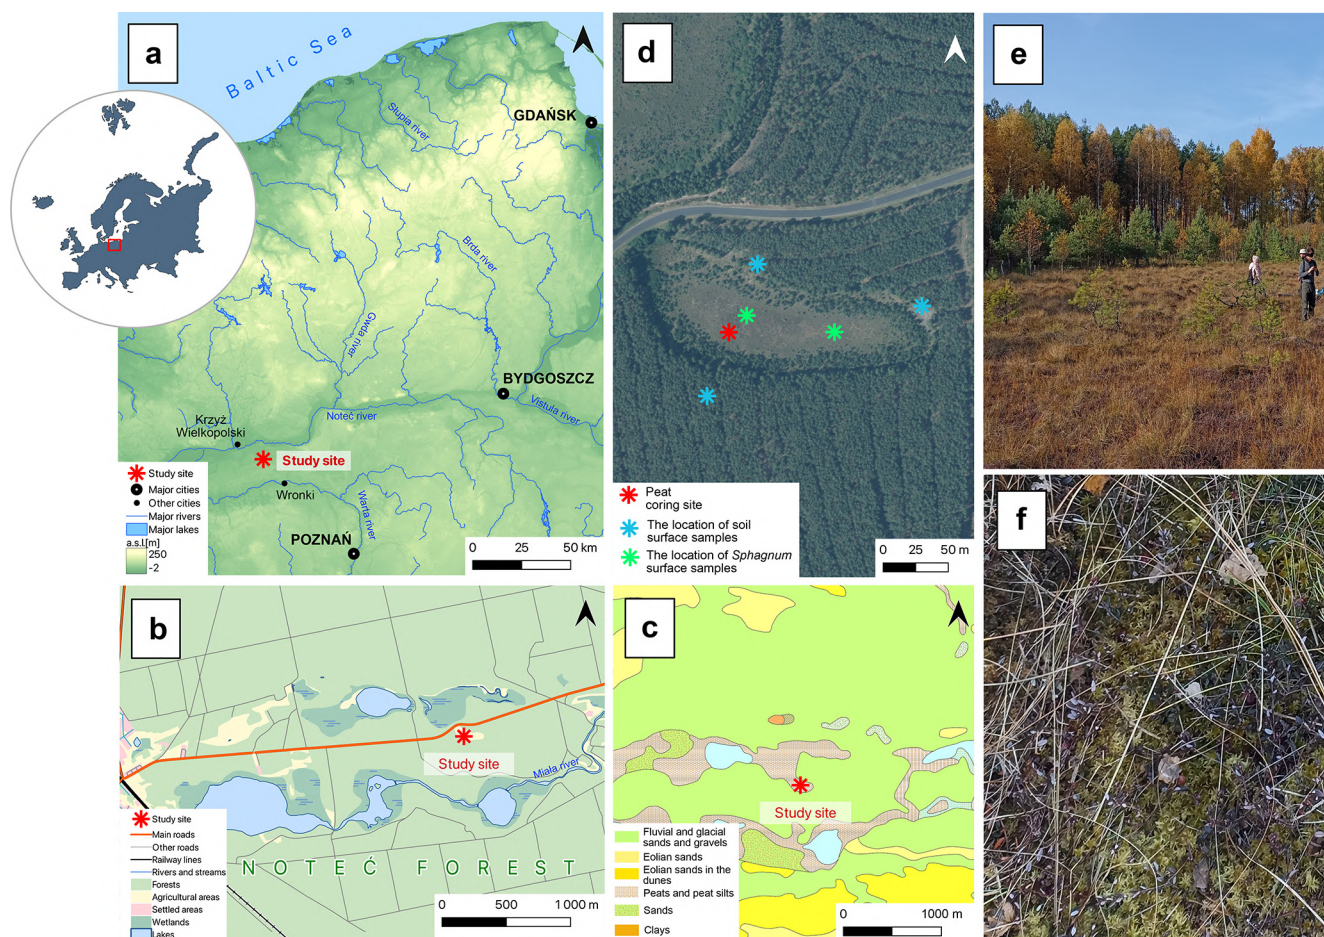 a
Baltic Sea
GDAŃSK
Słupia river
Brda river
Gwda river
BYDGOSZCZ
Vistula river
Noteć river
Krzyż
Wielkopolski
Study site
Wronki
Warta river
POZNAŃ
Study site
Major cities
Other cities
Major rivers
Major lakes
a.s.l.[m]
250
-2
0 25 50 km
d
Peat
coring site
The location of soil
surface samples
The location of Sphagnum
surface samples
0 25 50 m
e
b
Study site
Miała river
NOTEĆ FOREST
Study site
Main roads
Other roads
Railway lines
Rivers and streams
Forests
Agricultural areas
Settled areas
Wetlands
Lakes
0 500 1000 m
c
Study site
Fluvial and glacial
sands and gravels
Eolian sands
Eolian sands in the
dunes
Peats and peat silts
Sands
Clays
0 1000 m
f